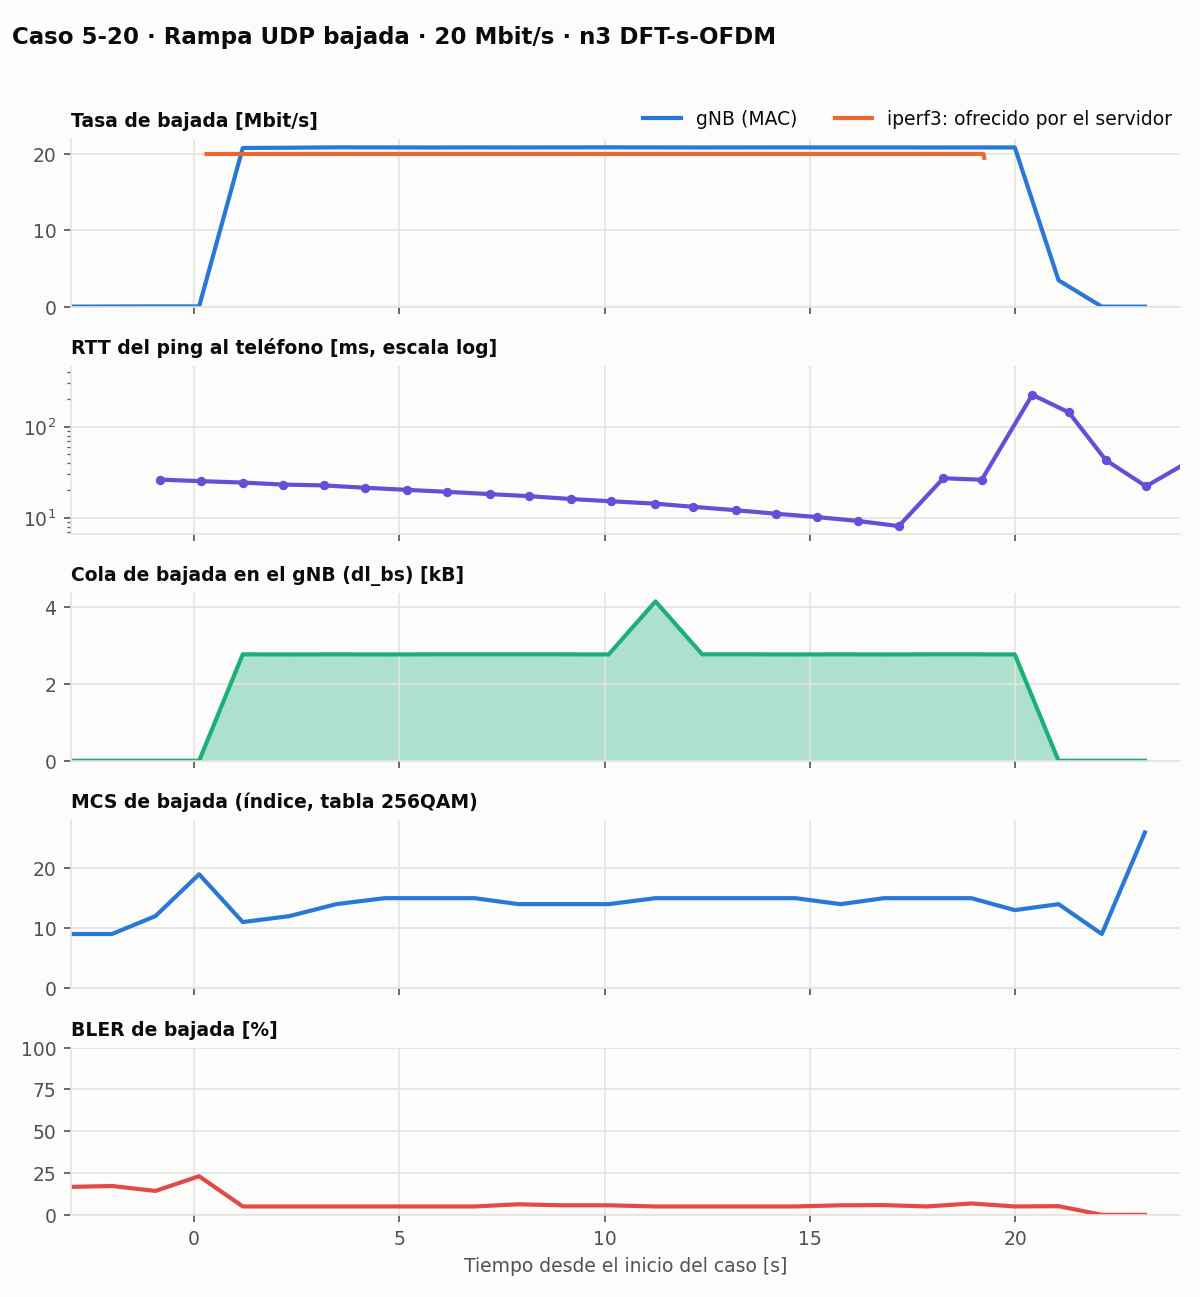 Caso 5-20 · Rampa UDP bajada · 20 Mbit/s · n3 DFT-s-OFDM
Tasa de bajada [Mbit/s]
gNB (MAC)
iperf3: ofrecido por el servidor
20
10
0
RTT del ping al teléfono [ms, escala log]
10²
10¹
Cola de bajada en el gNB (dl_bs) [kB]
4
2
0
MCS de bajada (índice, tabla 256QAM)
20
10
0
BLER de bajada [%]
100
75
50
25
0
0 5 10 15 20
Tiempo desde el inicio del caso [s]